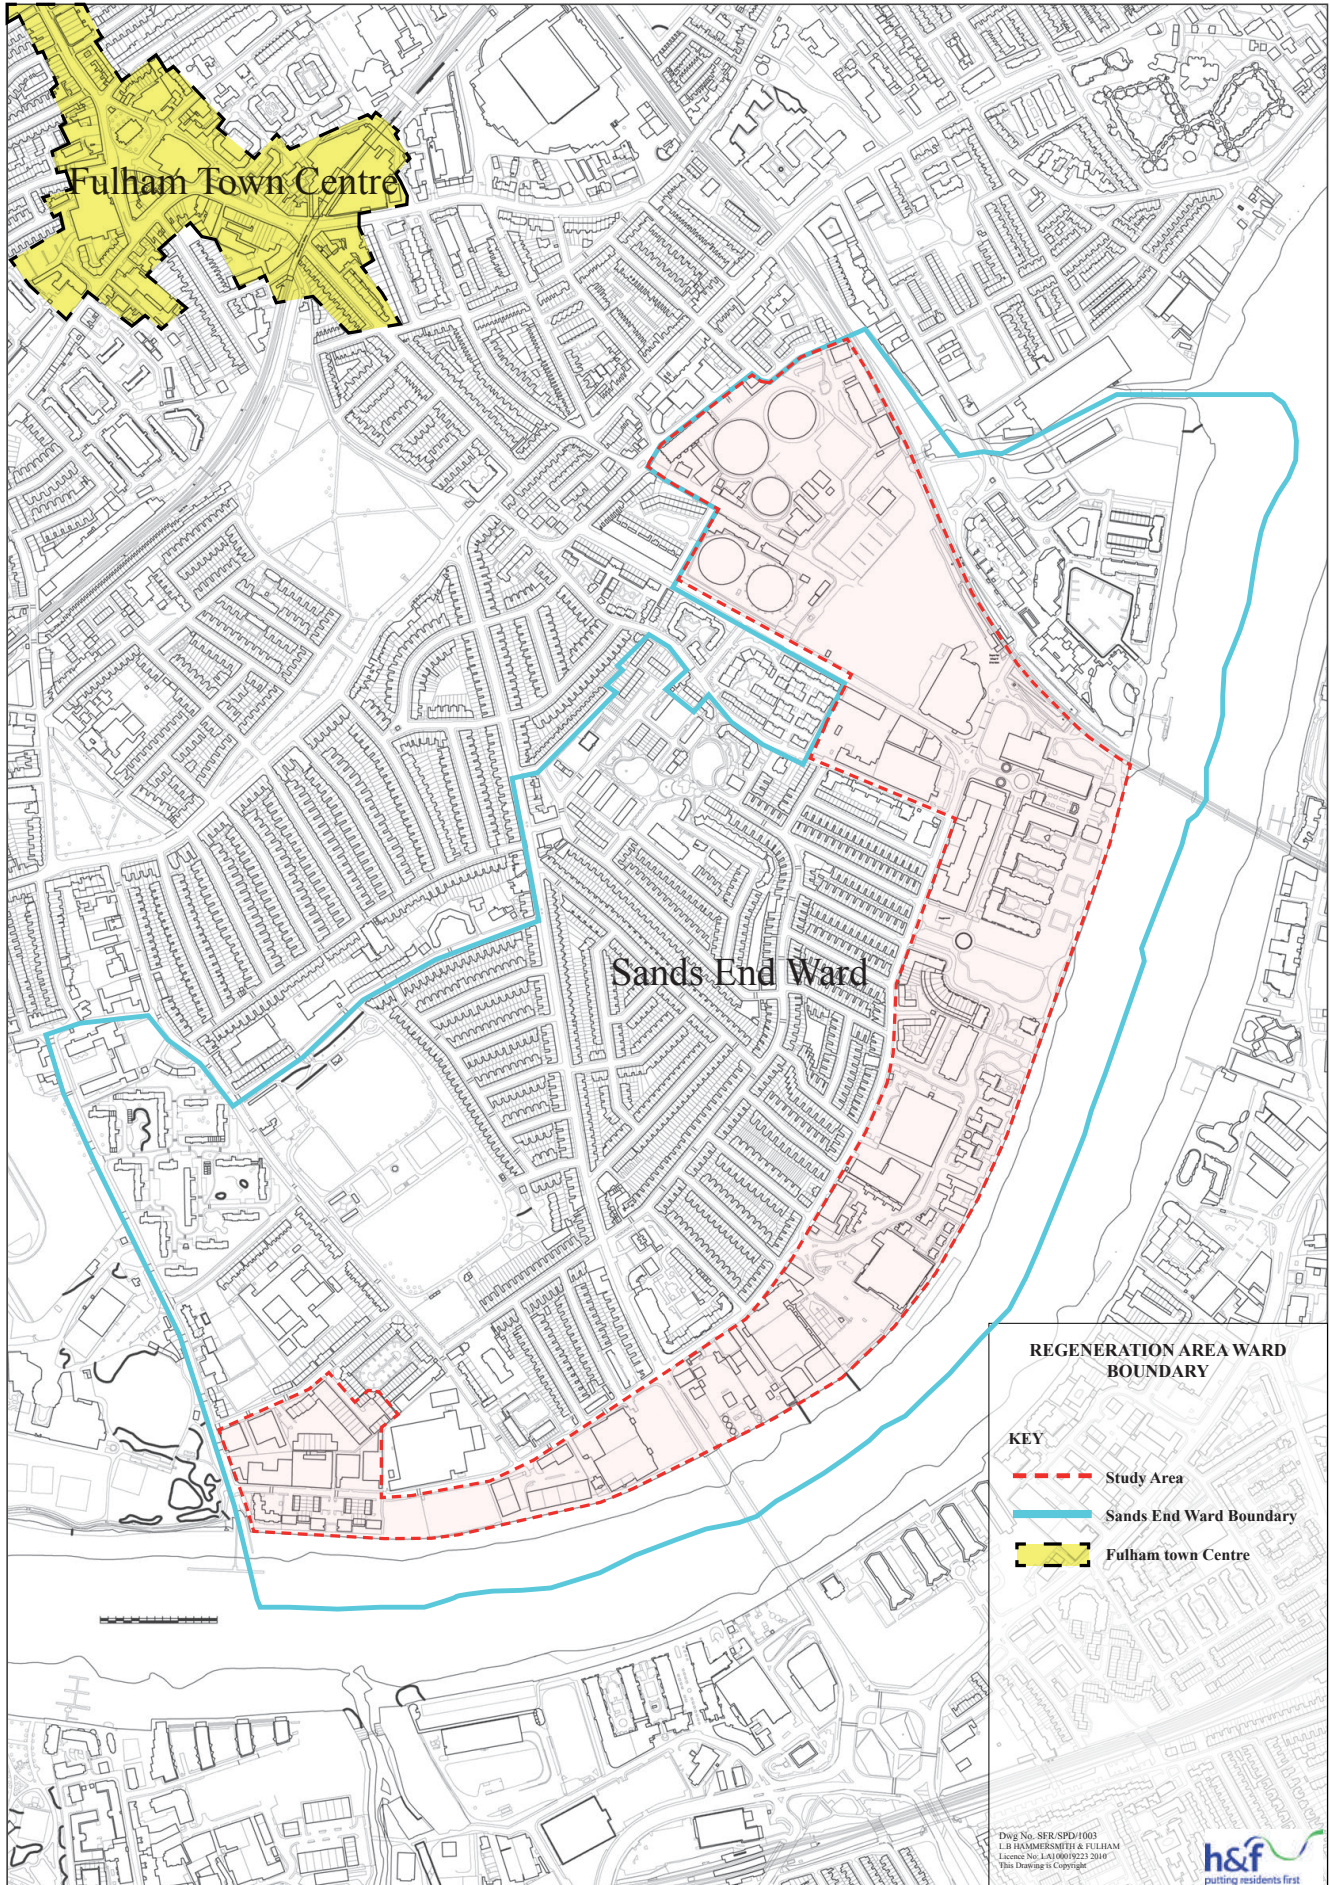 Fulham Town Centre
Sands End Ward
REGENERATION AREA WARD
BOUNDARY
KEY
Study Area
Sands End Ward Boundary
Fulham town Centre
Dwg No. SFR/SPD/1003
L B HAMMERSMITH & FULHAM
Licence No. LA100019223 2010
This Drawing is Copyright
h&f
putting residents first